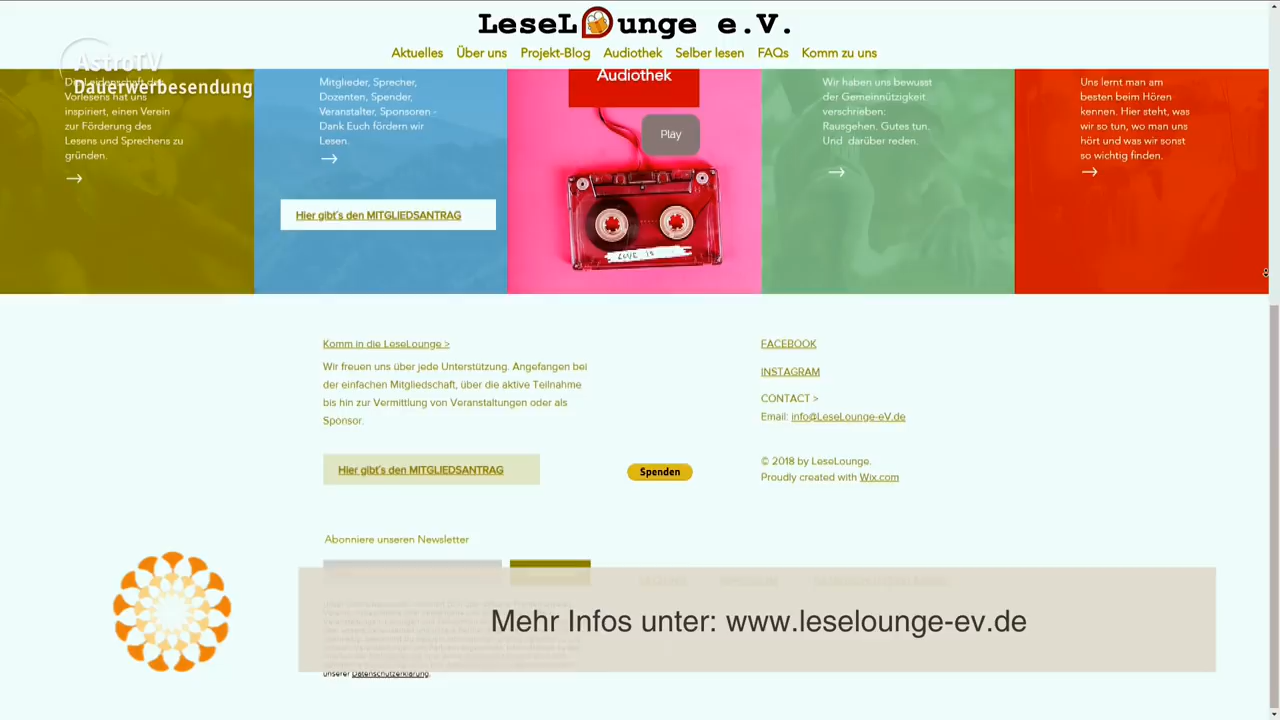 LeseLounge e.V.
Aktuelles Über uns Projekt-Blog Audiothek Selber lesen FAQs Komm zu uns
AstroTV
Dauerwerbesendung
Die Leidenschaft des
Vorlesens hat uns
inspiriert, einen Verein
zur Förderung des
Lesens und Sprechens zu
gründen.
Mitglieder, Sprecher,
Dozenten, Spender,
Veranstalter, Sponsoren -
Dank Euch fördern wir
Lesen.
Hier gibt´s den MITGLIEDSANTRAG
Audiothek
Play
LOVE IS
Wir haben uns bewusst
der Gemeinnützigkeit
verschrieben:
Rausgehen. Gutes tun.
Und darüber reden.
Uns lernt man am
besten beim Hören
kennen. Hier steht, was
wir so tun, wo man uns
hört und was wir sonst
so wichtig finden.
Komm in die LeseLounge >
Wir freuen uns über jede Unterstützung. Angefangen bei
der einfachen Mitgliedschaft, über die aktive Teilnahme
bis hin zur Vermittlung von Veranstaltungen oder als
Sponsor.
Hier gibt´s den MITGLIEDSANTRAG
Spenden
FACEBOOK
INSTAGRAM
CONTACT >
Email: info@LeseLounge-eV.de
© 2018 by LeseLounge.
Proudly created with Wix.com
Abonniere unseren Newsletter
Mehr Infos unter: www.leselounge-ev.de
unserer Datenschutzerklärung.